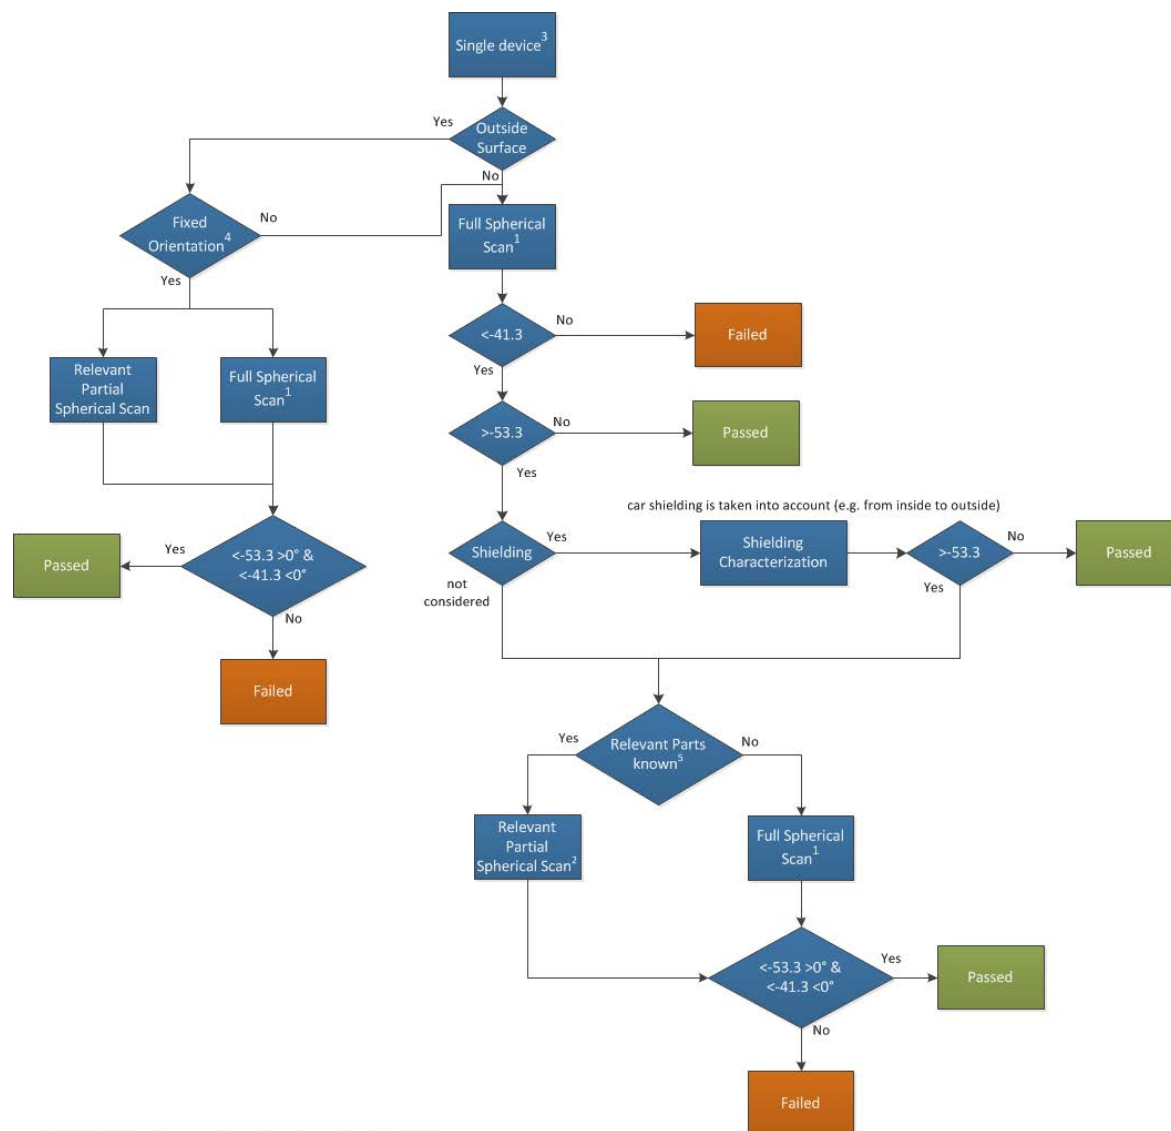 Single device3
Yes
Outside
Surface
No
Fixed
Orientation4
No
Full Spherical
Scan1
Yes
<-41.3
No
Failed
Relevant
Partial
Spherical Scan
Full Spherical
Scan1
Yes
>-53.3
No
Passed
Yes
car shielding is taken into account (e.g. from inside to outside)
Passed
Yes
<-53.3 >0° &
<-41.3 <0°
No
Failed
Shielding
Yes
not
considered
Shielding
Characterization
>-53.3
No
Passed
Yes
Yes
Relevant Parts
known5
No
Relevant
Partial
Spherical Scan2
Full Spherical
Scan1
<-53.3 >0° &
<-41.3 <0°
Yes
Passed
No
Failed